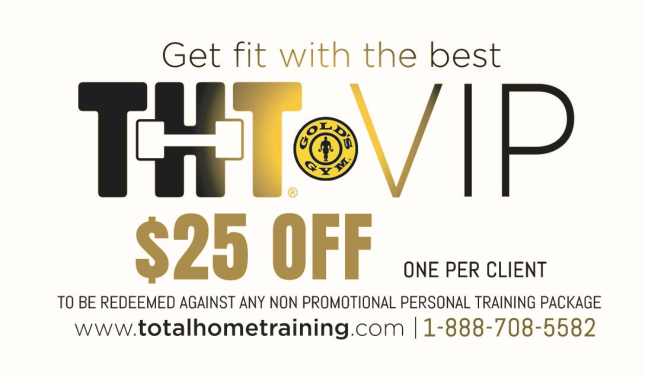 Get fit with the best
THT® GOLD'S GYM VIP
$25 OFF ONE PER CLIENT
TO BE REDEEMED AGAINST ANY NON PROMOTIONAL PERSONAL TRAINING PACKAGE
www.totalhometraining.com | 1-888-708-5582